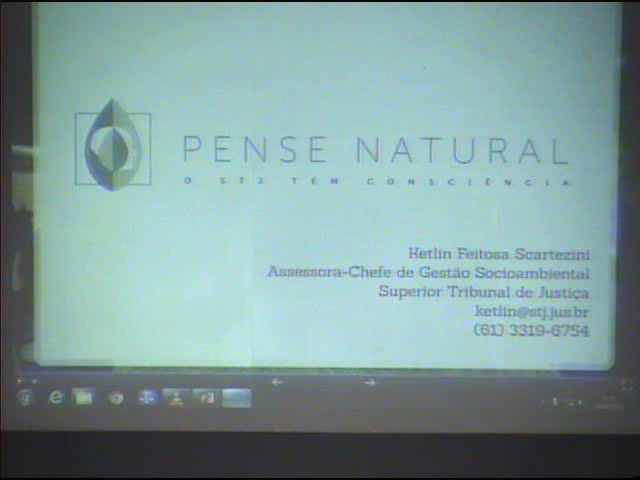 PENSE NATURAL
O STJ TEM CONSCIÊNCIA
Ketlin Feitosa Scartezini
Assessora-Chefe de Gestão Socioambiental
Superior Tribunal de Justiça
ketlin@stj.jus.br
(61) 3319-6754